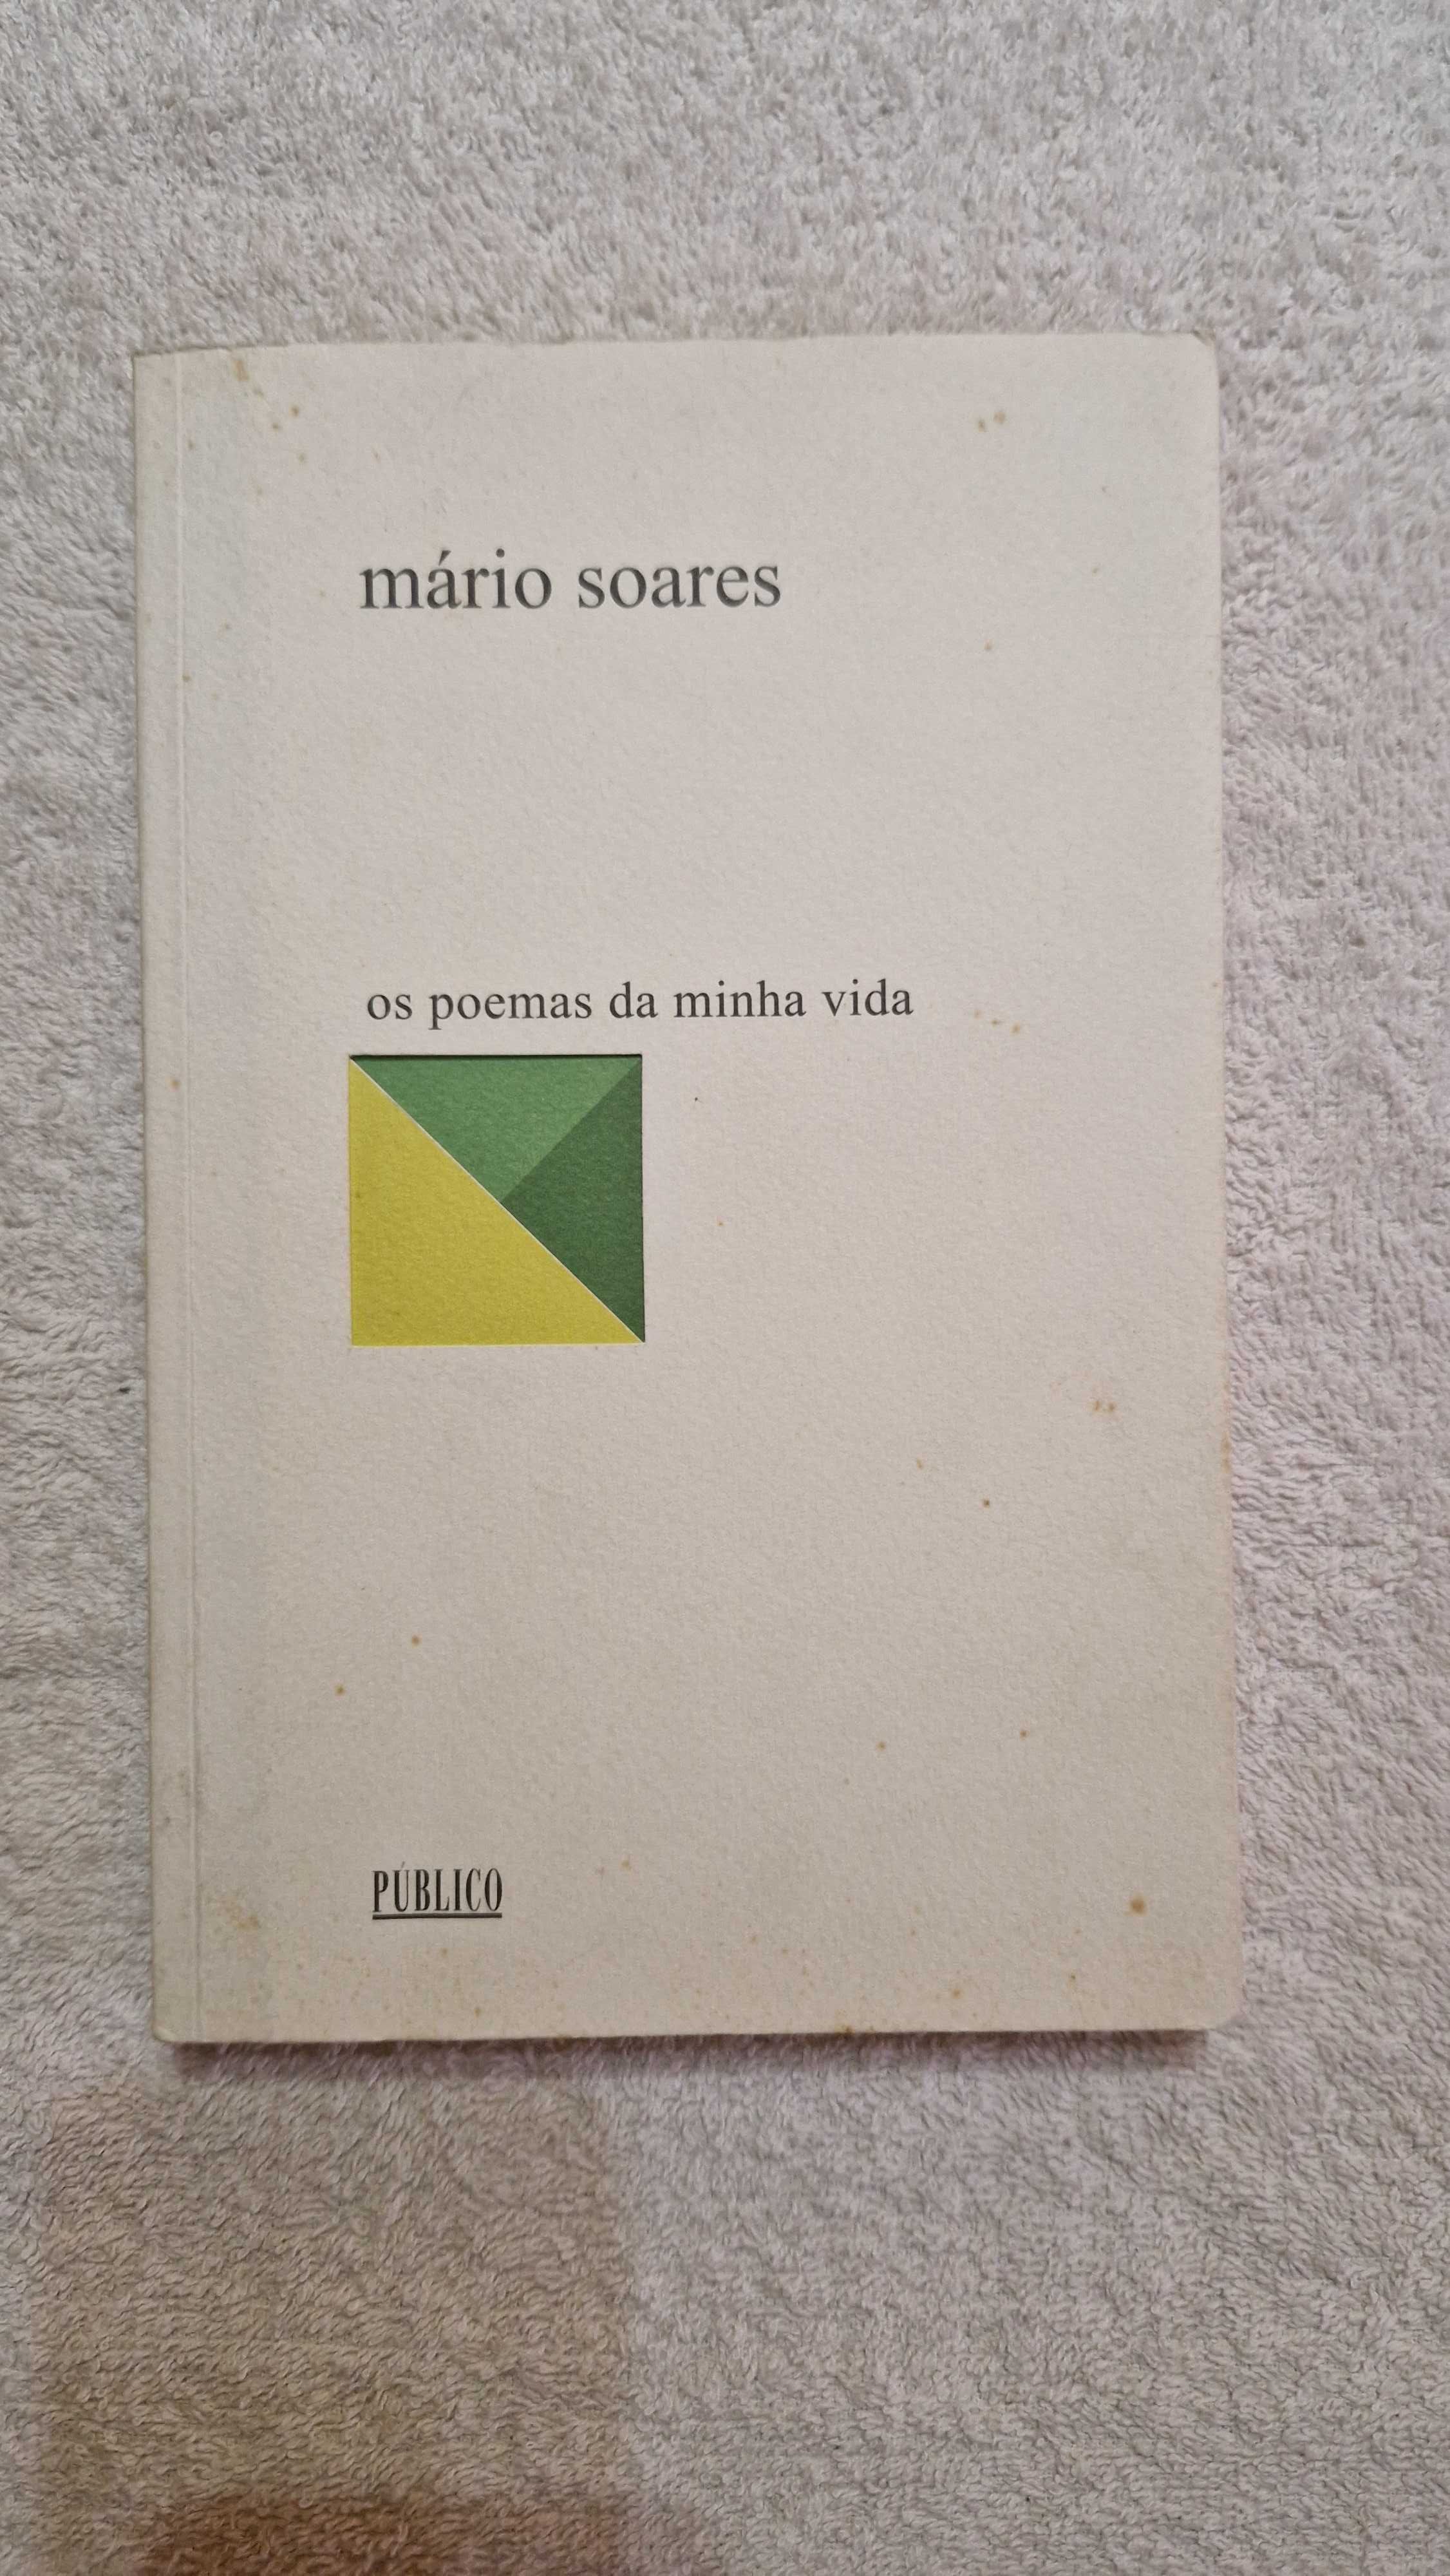 mário soares
os poemas da minha vida
PÚBLICO